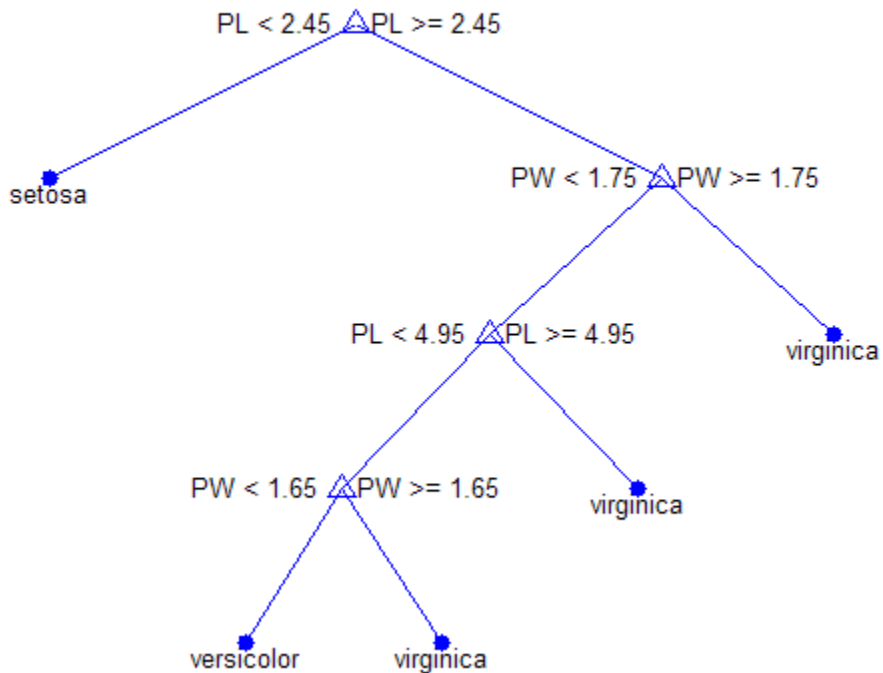 PL < 2.45 PL >= 2.45
setosa
PW < 1.75 PW >= 1.75
PL < 4.95 PL >= 4.95
virginica
PW < 1.65 PW >= 1.65
virginica
versicolor
virginica